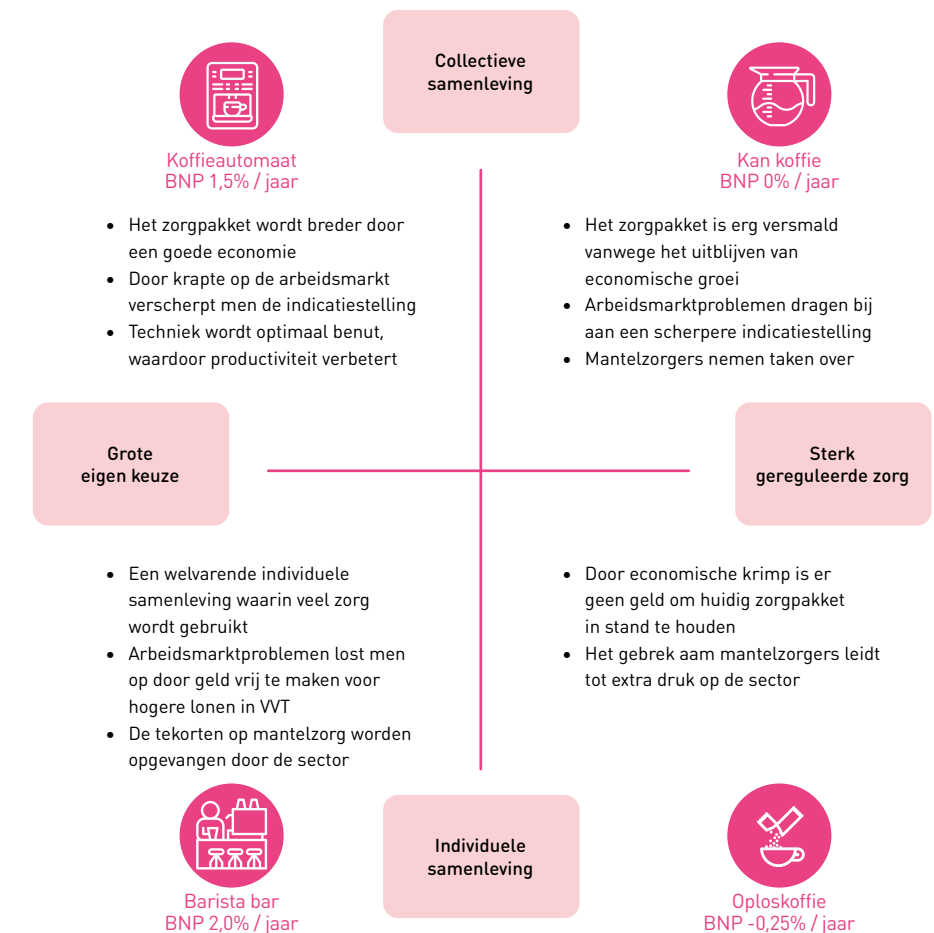 Collectieve
samenleving
Koffieautomaat
BNP 1,5% / jaar
Kan koffie
BNP 0% / jaar
• Het zorgpakket wordt breder door
een goede economie
• Door krapte op de arbeidsmarkt
verscherpt men de indicatiestelling
• Techniek wordt optimaal benut,
waardoor productiviteit verbetert
• Het zorgpakket is erg versmald
vanwege het uitblijven van
economische groei
• Arbeidsmarktproblemen dragen bij
aan een scherpere indicatiestelling
• Mantelzorgers nemen taken over
Grote
eigen keuze
Sterk
gereguleerde zorg
• Een welvarende individuele
samenleving waarin veel zorg
wordt gebruikt
• Arbeidsmarktproblemen lost men
op door geld vrij te maken voor
hogere lonen in VVT
• De tekorten op mantelzorg worden
opgevangen door de sector
• Door economische krimp is er
geen geld om huidig zorgpakket
in stand te houden
• Het gebrek aam mantelzorgers leidt
tot extra druk op de sector
Individuele
samenleving
Barista bar
BNP 2,0% / jaar
Oploskoffie
BNP -0,25% / jaar